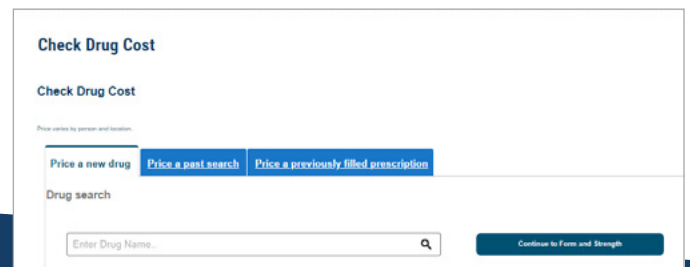 Check Drug Cost
Check Drug Cost
Price varies by person and location.
Price a new drug Price a past search Price a previously filled prescription
Drug search
Enter Drug Name.. Continue to Form and Strength